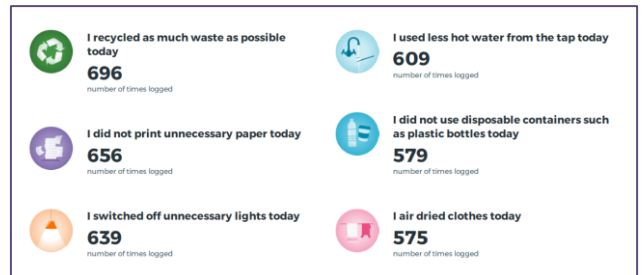 I recycled as much waste as possible
today
696
number of times logged
I did not print unnecessary paper today
656
number of times logged
I switched off unnecessary lights today
639
number of times logged
I used less hot water from the tap today
609
number of times logged
I did not use disposable containers such
as plastic bottles today
579
number of times logged
I air dried clothes today
575
number of times logged